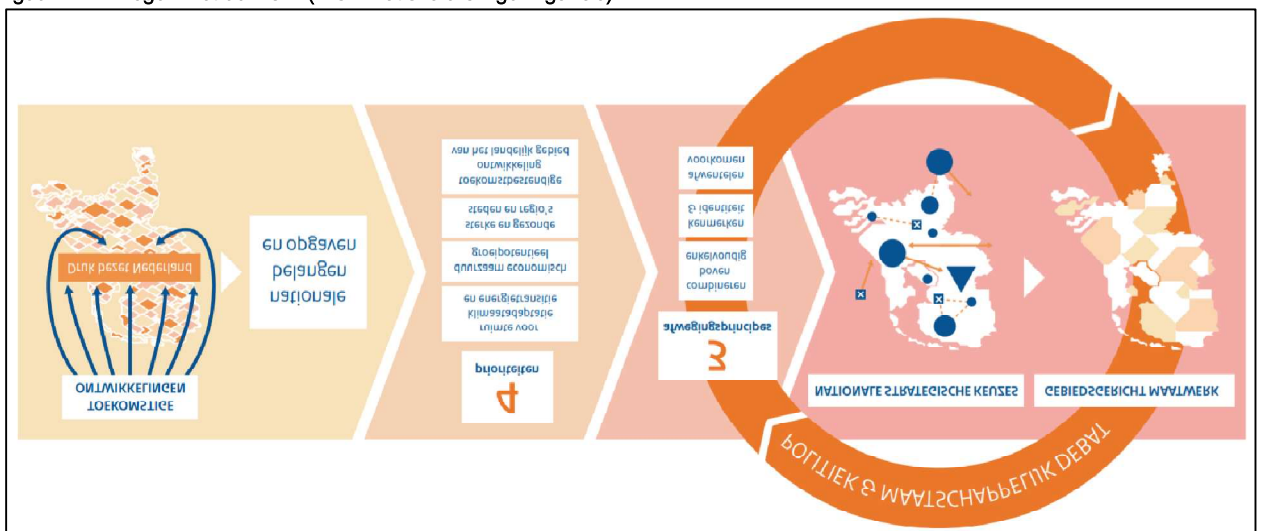 TOEKOMSTIGE
ONTWIKKELINGEN
Druk bezet Nederland
nationale
belangen
en opgaven
4
prioriteiten
ruimte voor
klimaatadaptatie
en energietransitie
duurzaam economisch
groeipotentieel
sterke en gezonde
steden en regio's
toekomstbestendige
ontwikkeling
van het landelijk gebied
3
afwegingsprincipes
combineren
boven
enkelvoudig
kenmerken
& identiteit
afwentelen
voorkomen
NATIONALE STRATEGISCHE KEUZES
GEBIEDSGERICHT MAATWERK
POLITIEK & MAATSCHAPPELIJK DEBAT